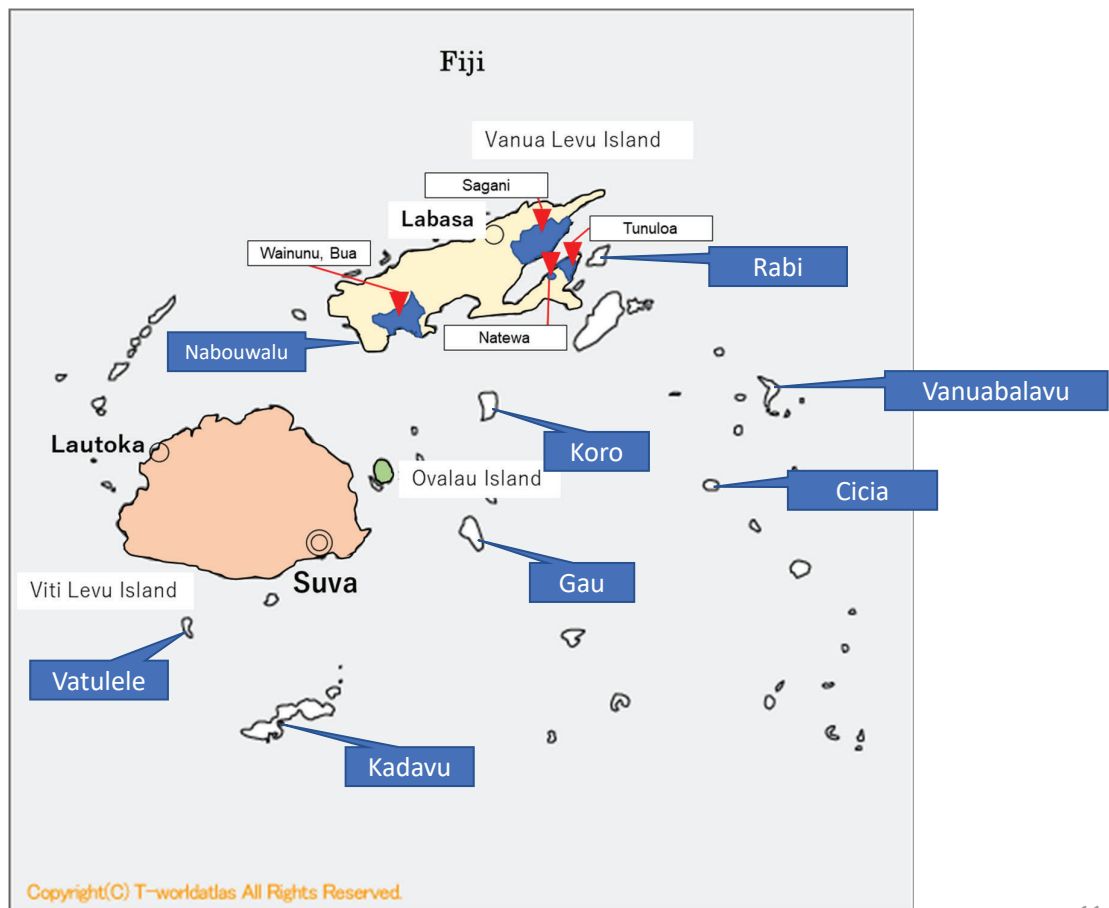 Fiji
Vanua Levu Island
Sagani
Labasa
Tunuloa
Wainunu, Bua
Rabi
Natewa
Nabouwalu
Vanuabalavu
Koro
Lautoka
Ovalau Island
Cicia
Suva
Gau
Viti Levu Island
Vatulele
Kadavu
Copyright(C) T-worldatlas All Rights Reserved.